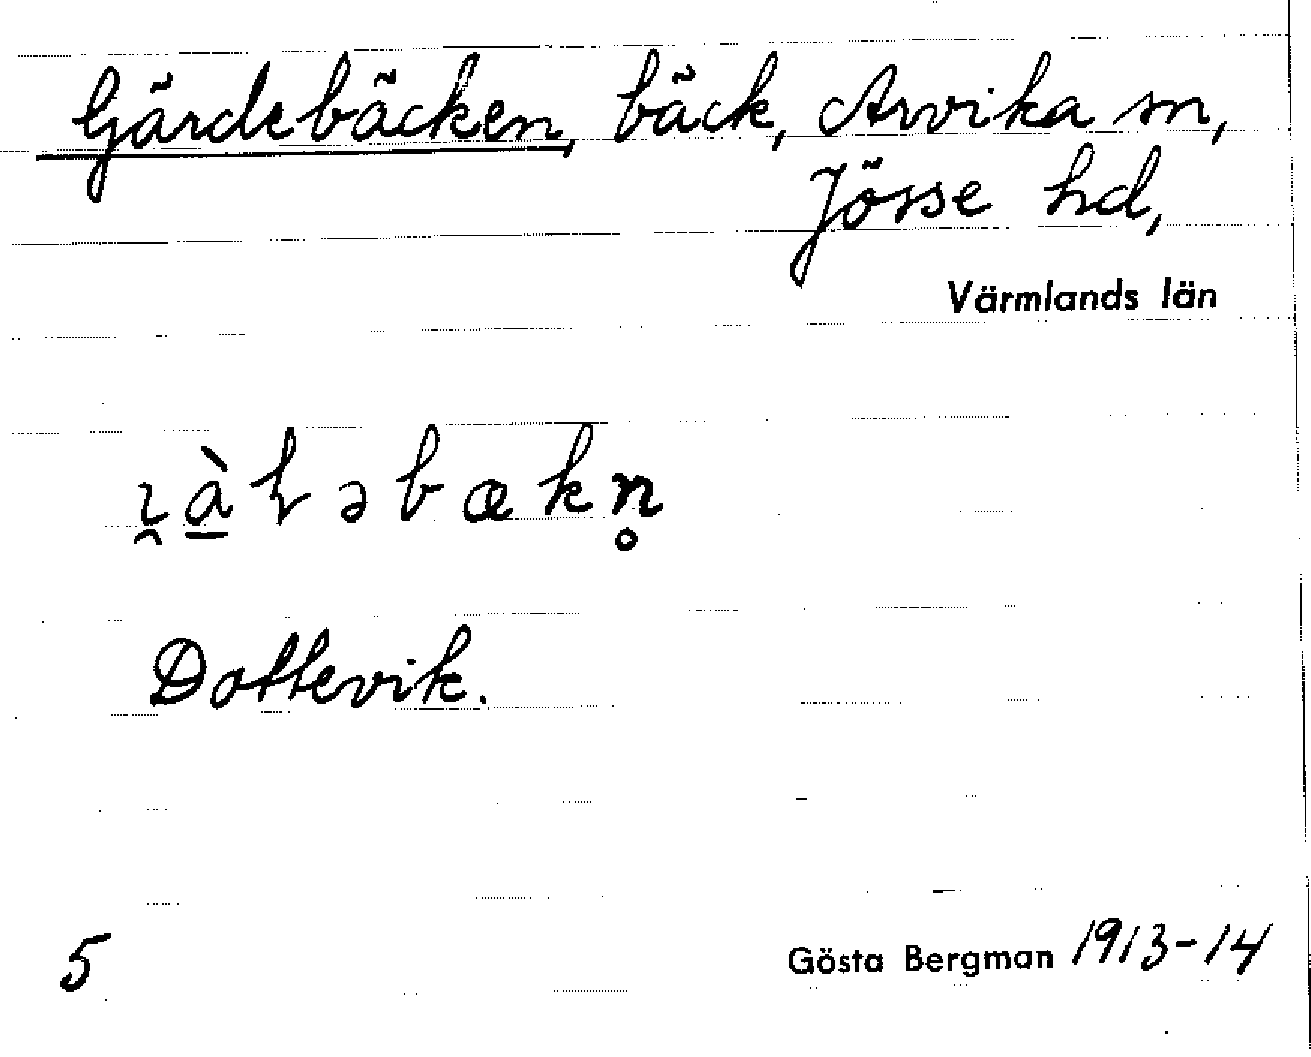 Gärdebäcken, bäck, Arvika sn,
Jösse hd,
Värmlands län
Dottevik.
5
Gösta Bergman 1913-14